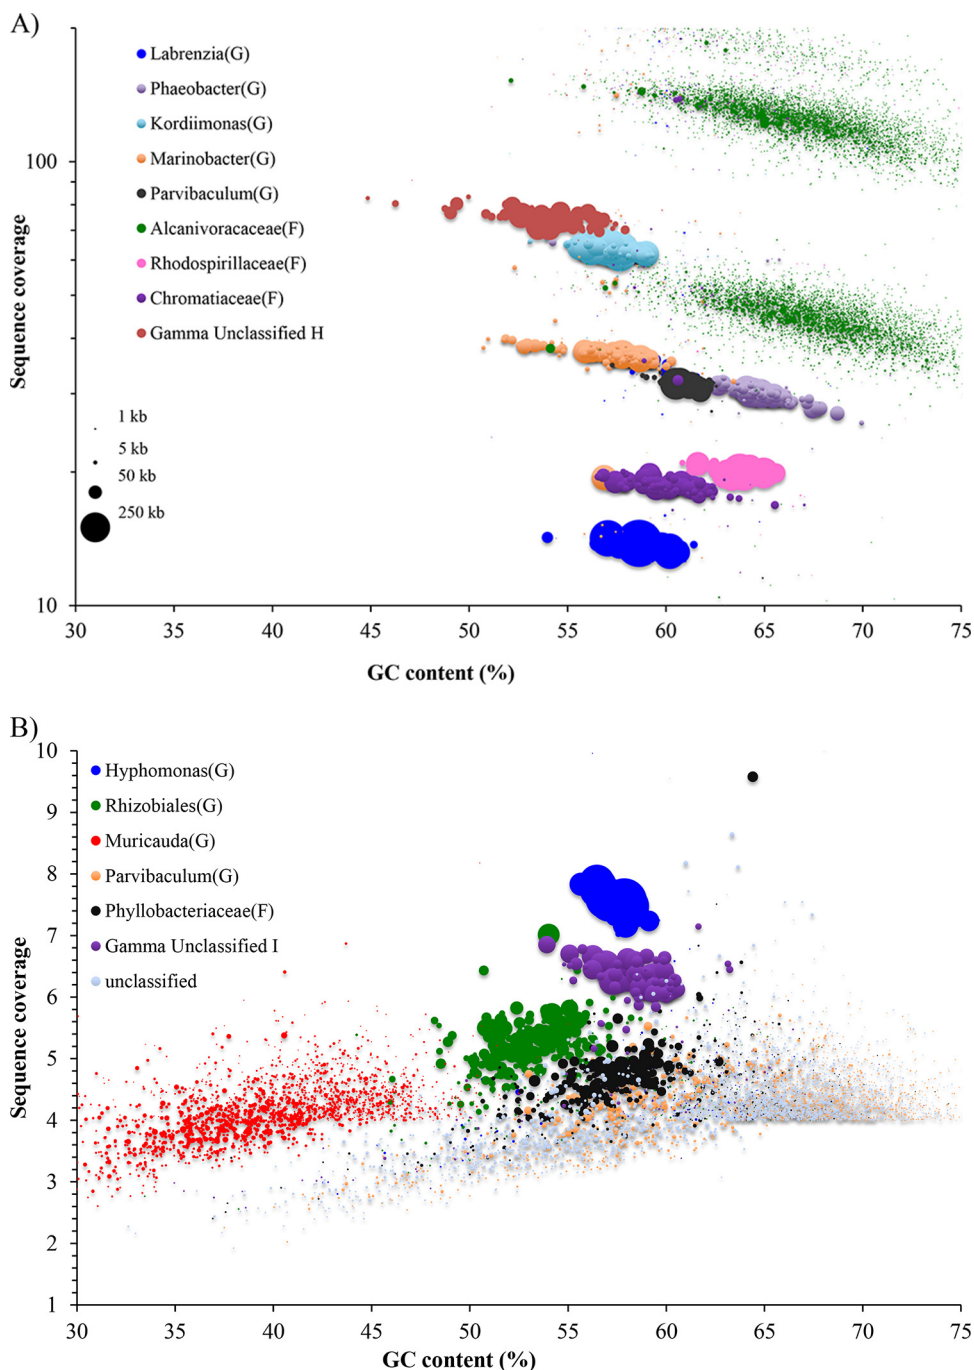 A)
Labrenzia(G)
Phaeobacter(G)
Kordiimonas(G)
Marinobacter(G)
Parvibaculum(G)
Alcanivoracaceae(F)
Rhodospirillaceae(F)
Chromatiaceae(F)
Gamma Unclassified H
100
10
Sequence coverage
1 kb
5 kb
50 kb
250 kb
30 35 40 45 50 55 60 65 70 75
GC content (%)
B)
Hyphomonas(G)
Rhizobiales(G)
Muricauda(G)
Parvibaculum(G)
Phyllobacteriaceae(F)
Gamma Unclassified I
unclassified
10
9
8
7
6
5
4
3
2
1
Sequence coverage
30 35 40 45 50 55 60 65 70 75
GC content (%)